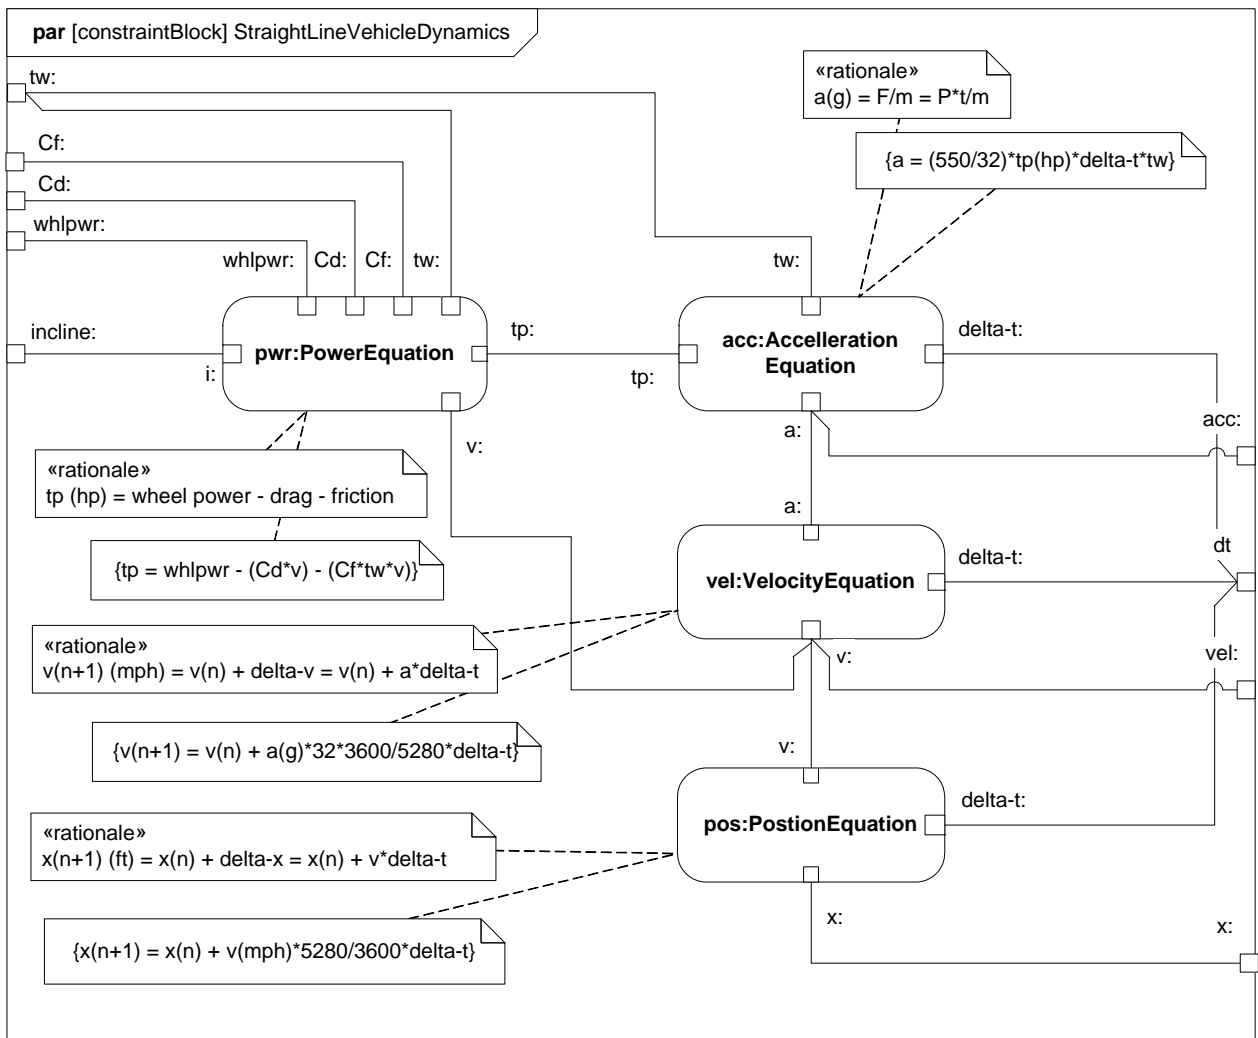 par [constraintBlock] StraightLineVehicleDynamics
tw:
Cf:
Cd:
whlpwr:
«rationale»
a(g) = F/m = P*t/m
{a = (550/32)*tp(hp)*delta-t*tw}
whlpwr:
Cd:
Cf:
tw:
tw:
incline:
i:
pwr:PowerEquation
tp:
tp:
acc:Accelleration
Equation
delta-t:
v:
a:
acc:
«rationale»
tp (hp) = wheel power - drag - friction
a:
{tp = whlpwr - (Cd*v) - (Cf*tw*v)}
vel:VelocityEquation
delta-t:
dt
«rationale»
v(n+1) (mph) = v(n) + delta-v = v(n) + a*delta-t
v:
vel:
{v(n+1) = v(n) + a(g)*32*3600/5280*delta-t}
v:
pos:PostionEquation
delta-t:
«rationale»
x(n+1) (ft) = x(n) + delta-x = x(n) + v*delta-t
x:
x:
{x(n+1) = x(n) + v(mph)*5280/3600*delta-t}